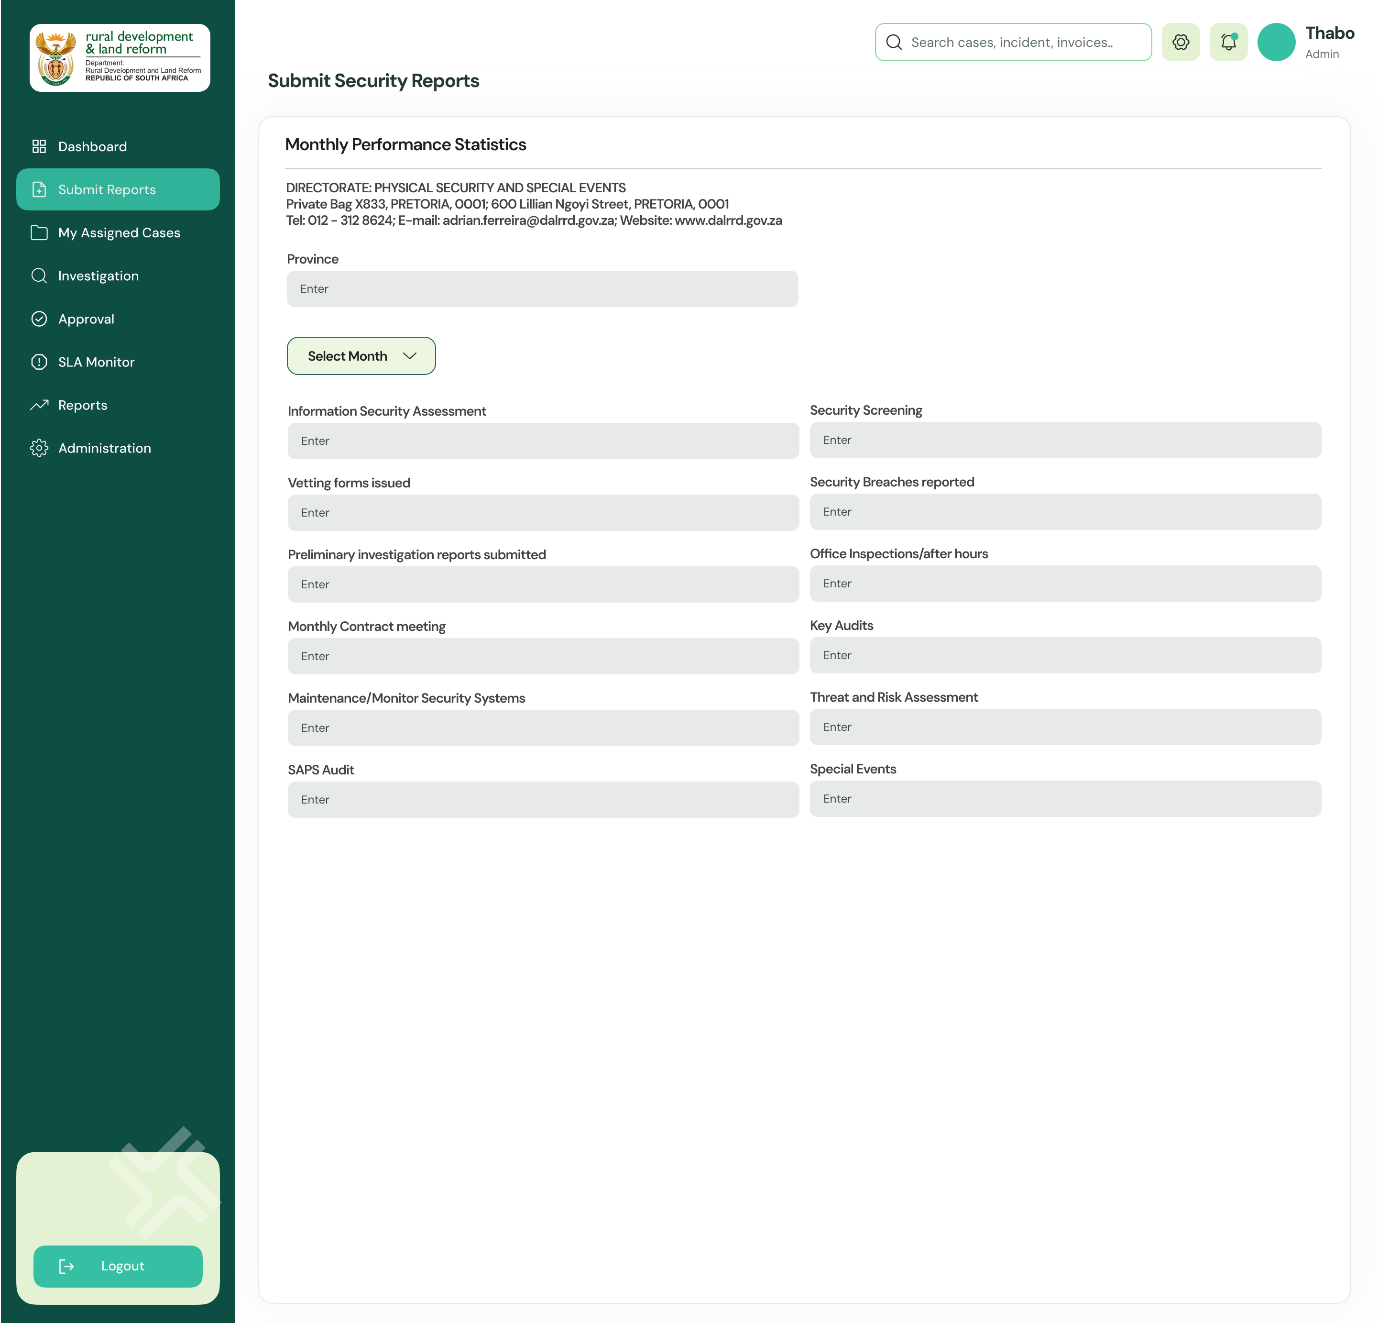 rural development
& land reform
Department:
Rural Development and Land Reform
REPUBLIC OF SOUTH AFRICA
Dashboard
Submit Reports
My Assigned Cases
Investigation
Approval
SLA Monitor
Reports
Administration
Logout
Search cases, incident, invoices..
Thabo
Admin
Submit Security Reports
Monthly Performance Statistics
DIRECTORATE: PHYSICAL SECURITY AND SPECIAL EVENTS
Private Bag X833, PRETORIA, 0001; 600 Lillian Ngoyi Street, PRETORIA, 0001
Tel: 012 - 312 8624; E-mail: adrian.ferreira@dalrrd.gov.za; Website: www.dalrrd.gov.za
Province
Enter
Select Month
Information Security Assessment
Enter
Security Screening
Enter
Vetting forms issued
Enter
Security Breaches reported
Enter
Preliminary investigation reports submitted
Enter
Office Inspections/after hours
Enter
Monthly Contract meeting
Enter
Key Audits
Enter
Maintenance/Monitor Security Systems
Enter
Threat and Risk Assessment
Enter
SAPS Audit
Enter
Special Events
Enter